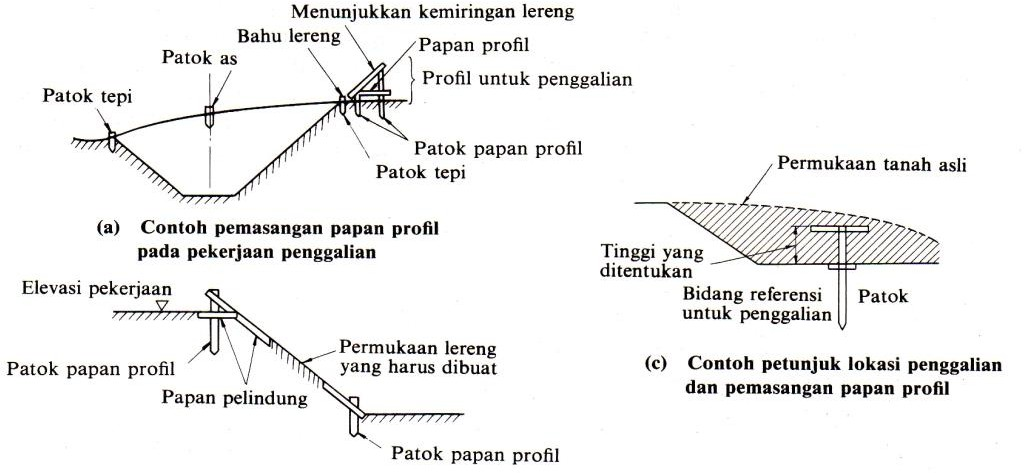 Menunjukkan kemiringan lereng
Bahu lereng
Papan profil
Patok as
Profil untuk penggalian
Patok tepi
Patok papan profil
Patok tepi
(a) Contoh pemasangan papan profil
pada pekerjaan penggalian
Elevasi pekerjaan
Patok papan profil
Papan pelindung
Permukaan lereng
yang harus dibuat
Patok papan profil
Permukaan tanah asli
Tinggi yang
ditentukan
Bidang referensi
untuk penggalian
Patok
(c) Contoh petunjuk lokasi penggalian
dan pemasangan papan profil